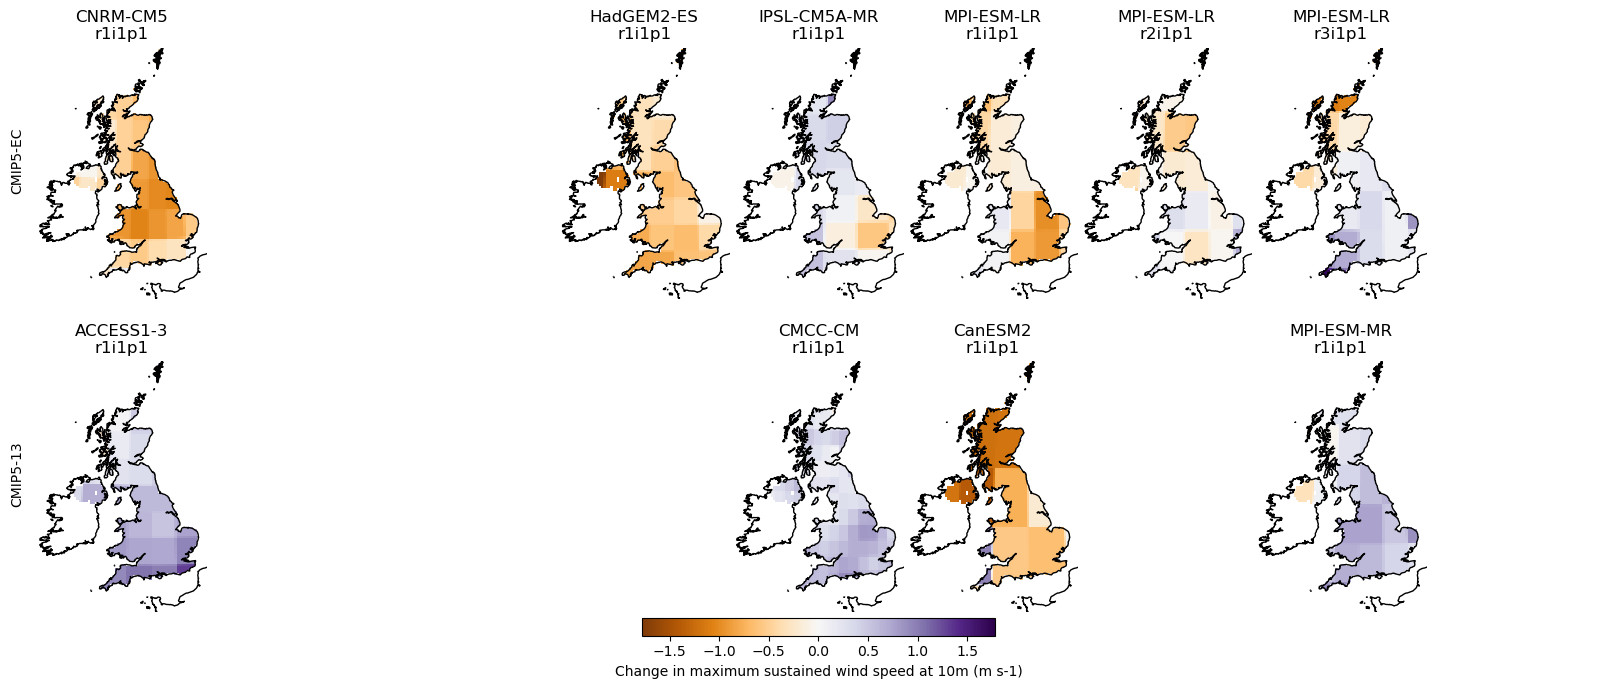 CNRM-CM5
r1i1p1
HadGEM2-ES
r1i1p1
IPSL-CM5A-MR
r1i1p1
MPI-ESM-LR
r1i1p1
MPI-ESM-LR
r2i1p1
MPI-ESM-LR
r3i1p1
CMIP5-EC
ACCESS1-3
r1i1p1
CMCC-CM
r1i1p1
CanESM2
r1i1p1
MPI-ESM-MR
r1i1p1
CMIP5-13
−1.5 −1.0 −0.5 0.0 0.5 1.0 1.5
Change in maximum sustained wind speed at 10m (m s-1)